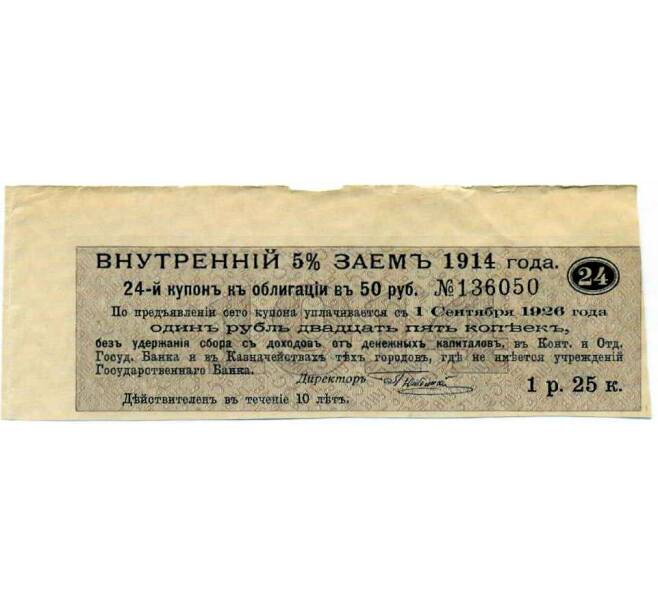 ВНУТРЕННІЙ 5% ЗАЕМЪ 1914 года.
24
24-й купонъ къ облигаціи въ 50 руб. №136050
По предъявленіи сего купона уплачивается съ 1 Сентября 1926 года
одинъ рубль двадцать пять копѣекъ,
безъ удержанія сбора съ доходовъ отъ денежныхъ капиталовъ, въ Конт. и Отд.
Госуд. Банка и въ Казначействахъ тѣхъ городовъ, гдѣ не имѣется учрежденій
Государственнаго Банка.
Директоръ
1 р. 25 к.
Дѣйствителенъ въ теченіе 10 лѣтъ.